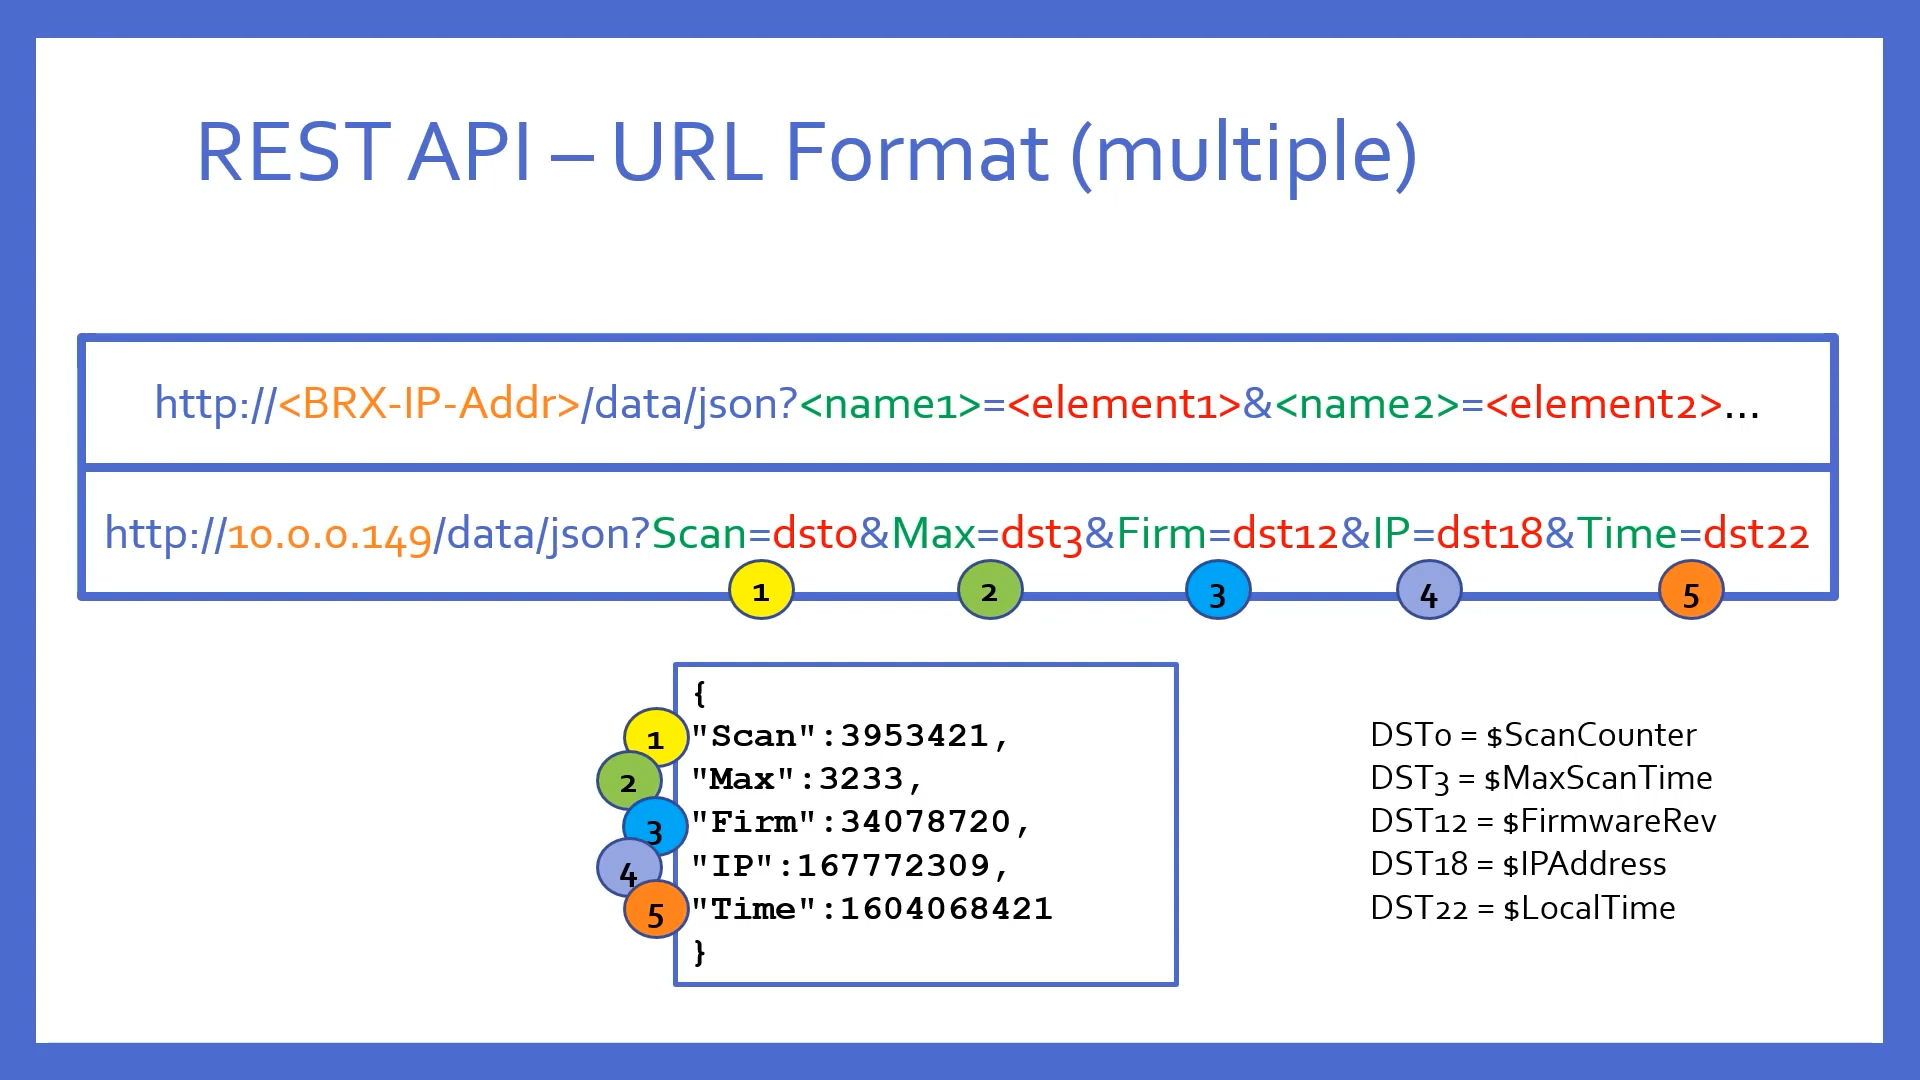 REST API – URL Format (multiple)
http://<BRX-IP-Addr>/data/json?<name1>=<element1>&<name2>=<element2>...
http://10.0.0.149/data/json?Scan=dst0&Max=dst3&Firm=dst12&IP=dst18&Time=dst22
1 2 3 4 5
{
1 "Scan":3953421,
2 "Max":3233,
3 "Firm":34078720,
4 "IP":167772309,
5 "Time":1604068421
}
DST0 = $ScanCounter
DST3 = $MaxScanTime
DST12 = $FirmwareRev
DST18 = $IPAddress
DST22 = $LocalTime